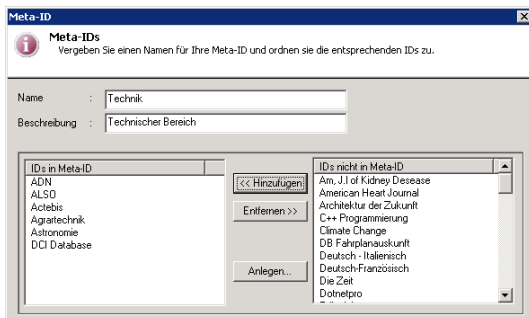 Meta-ID
Meta-IDs
Vergeben Sie einen Namen für Ihre Meta-ID und ordnen sie die entsprechenden IDs zu.
Name : Technik
Beschreibung : Technischer Bereich
IDs in Meta-ID
ADN
ALSO
Actebis
Agrartechnik
Astronomie
DCI Database
<< Hinzufügen
Entfernen >>
Anlegen...
IDs nicht in Meta-ID
Am, J.l of Kidney Desease
American Heart Journal
Architektur der Zukunft
C++ Programmierung
Climate Change
DB Fahrplanauskunft
Deutsch - Italienisch
Deutsch-Französisch
Die Zeit
Dotnetpro